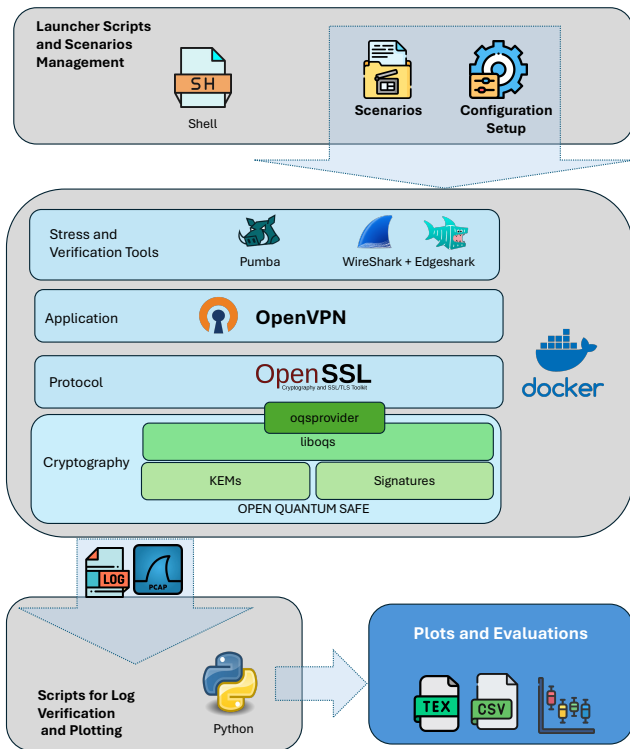 Launcher Scripts
and Scenarios
Management
SH
Shell
Scenarios
Configuration
Setup
Stress and
Verification Tools
Pumba
WireShark + Edgeshark
Application
OpenVPN
Protocol
OpenSSL
Cryptography and SSL/TLS Toolkit
docker
oqsprovider
liboqs
Cryptography
KEMs
Signatures
OPEN QUANTUM SAFE
LOG
PCAP
Scripts for Log
Verification
and Plotting
Python
Plots and Evaluations
TEX
CSV